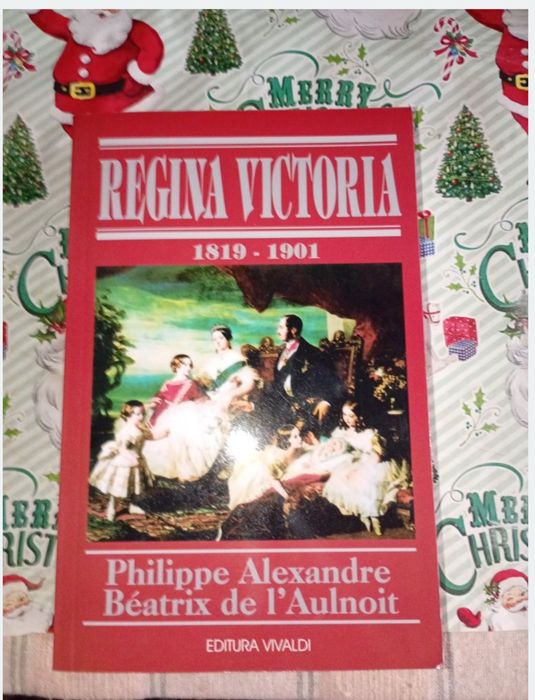 MERRY
REGINA VICTORIA
1819 - 1901
Philippe Alexandre
Béatrix de l'Aulnoit
EDITURA VIVALDI